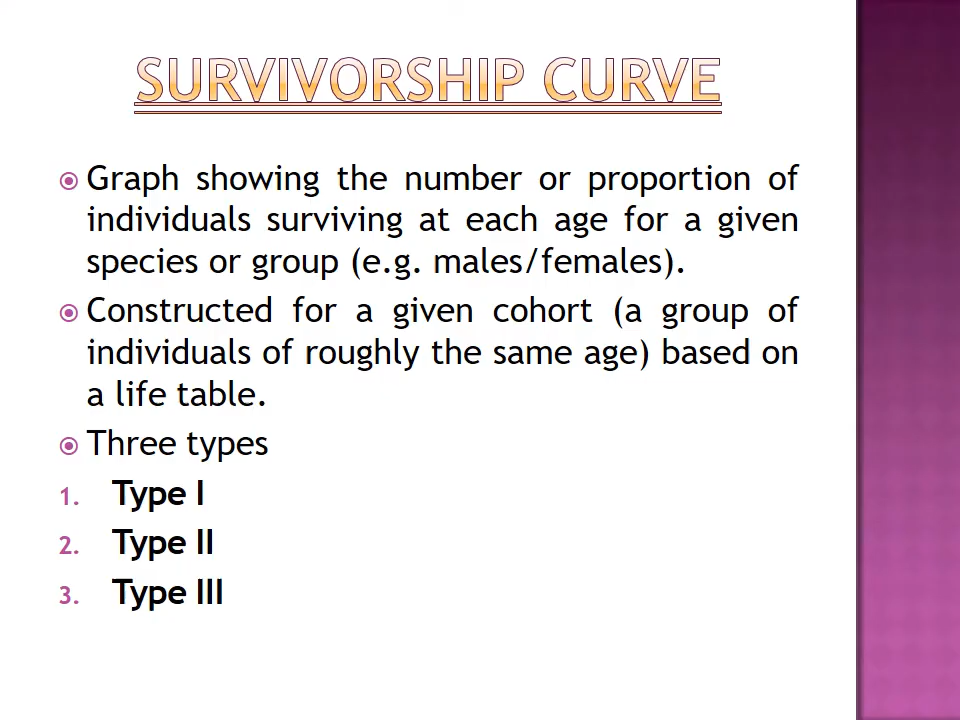 SURVIVORSHIP CURVE
Graph showing the number or proportion of
individuals surviving at each age for a given
species or group (e.g. males/females).
Constructed for a given cohort (a group of
individuals of roughly the same age) based on
a life table.
Three types
1. Type I
2. Type II
3. Type III